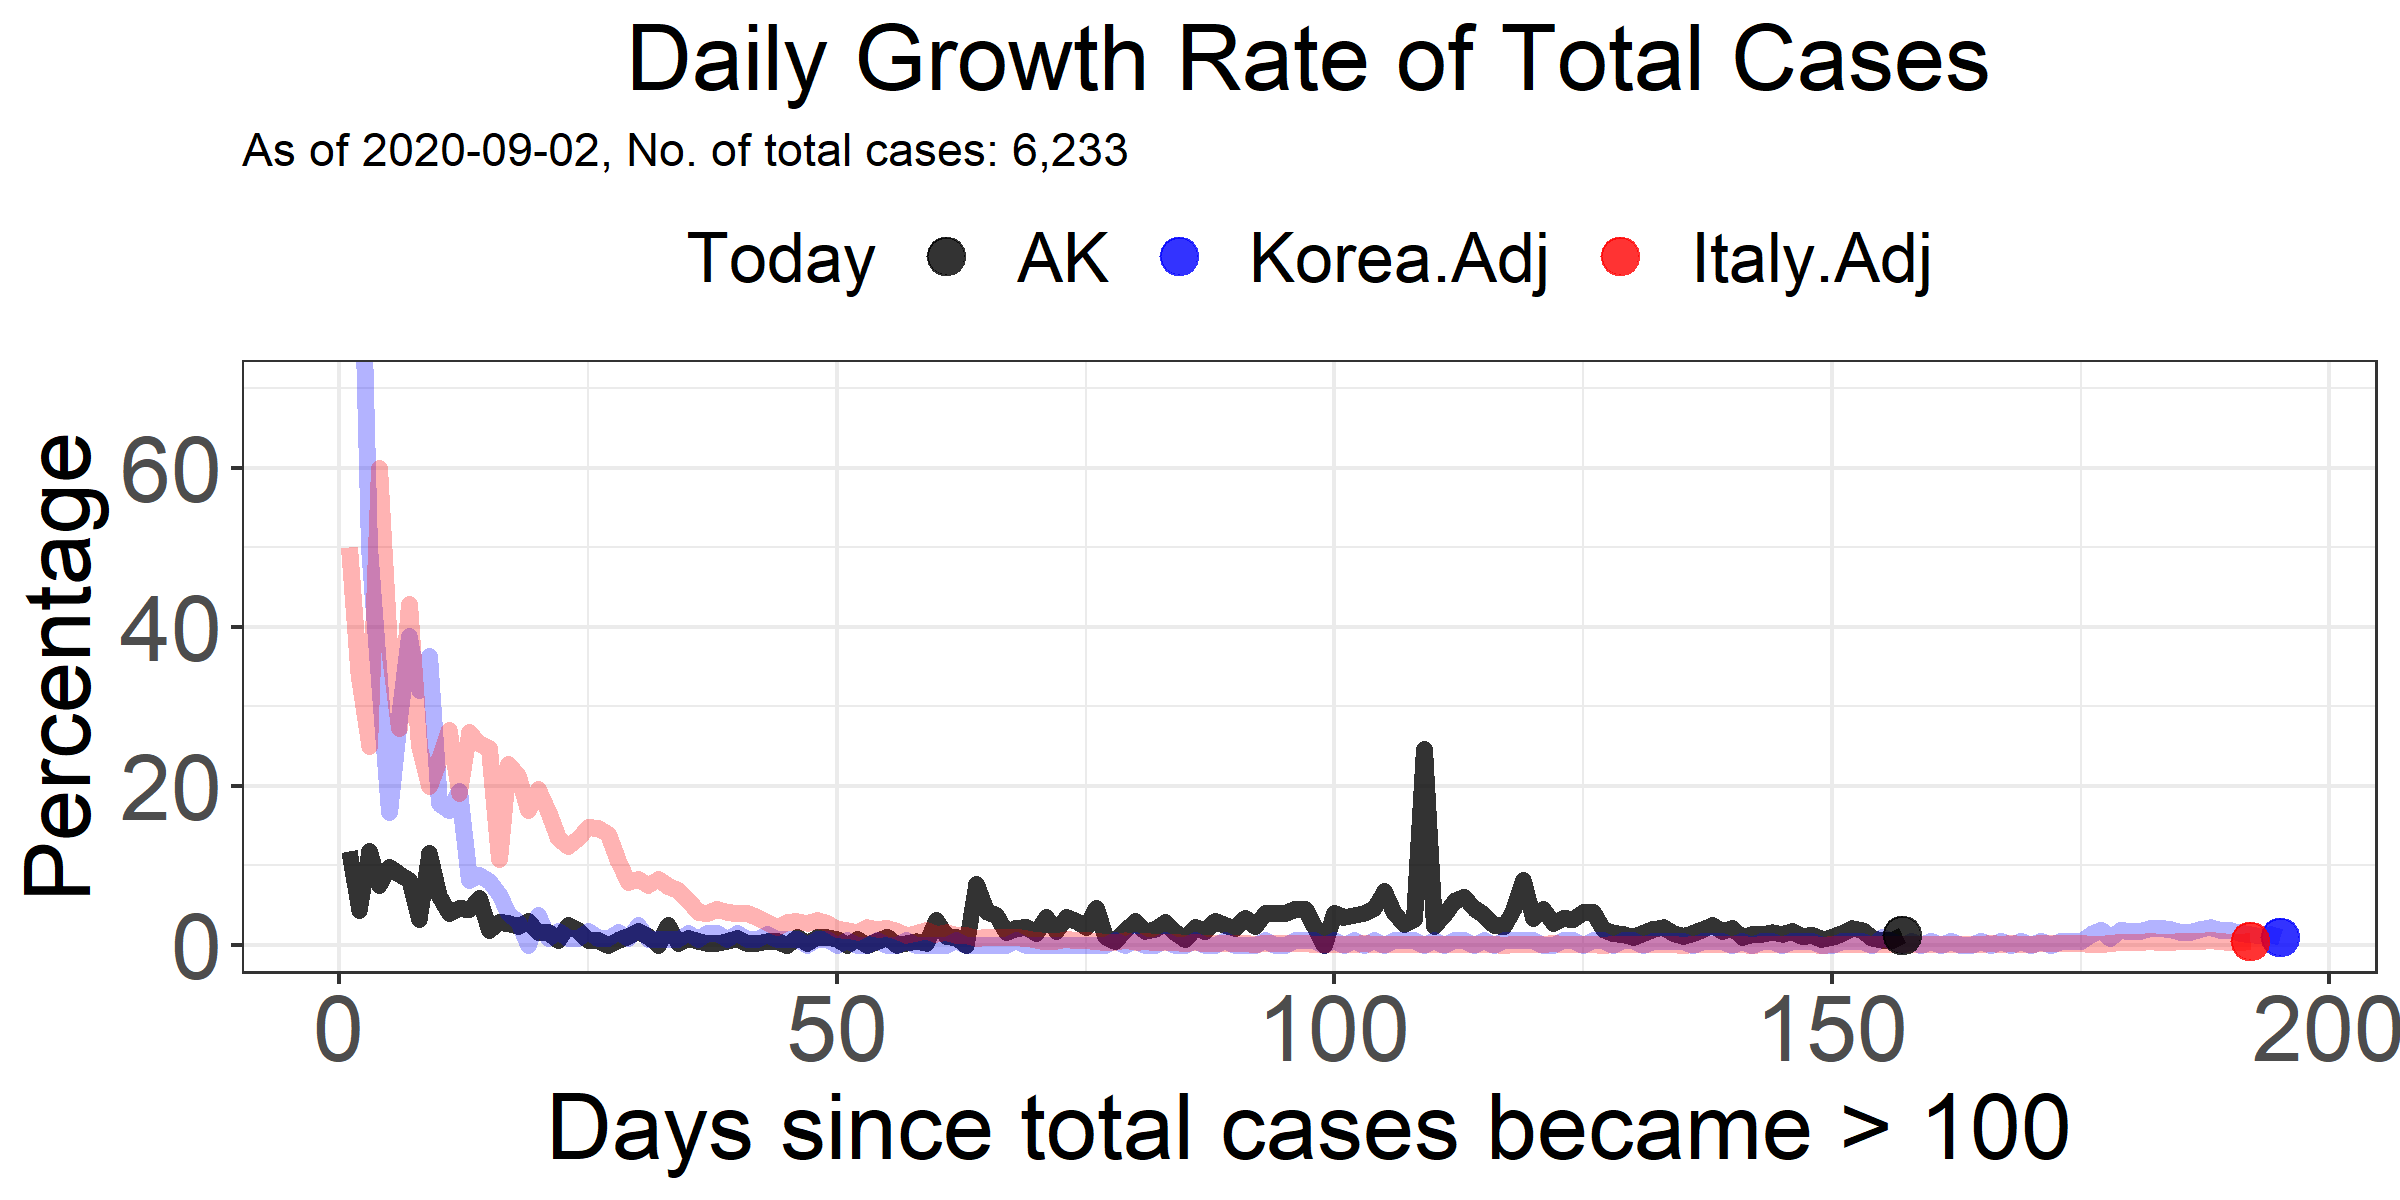 Daily Growth Rate of Total Cases
As of 2020-09-02, No. of total cases: 6,233
Today AK Korea.Adj Italy.Adj
Percentage
60
40
20
0
0 50 100 150 200
Days since total cases became > 100